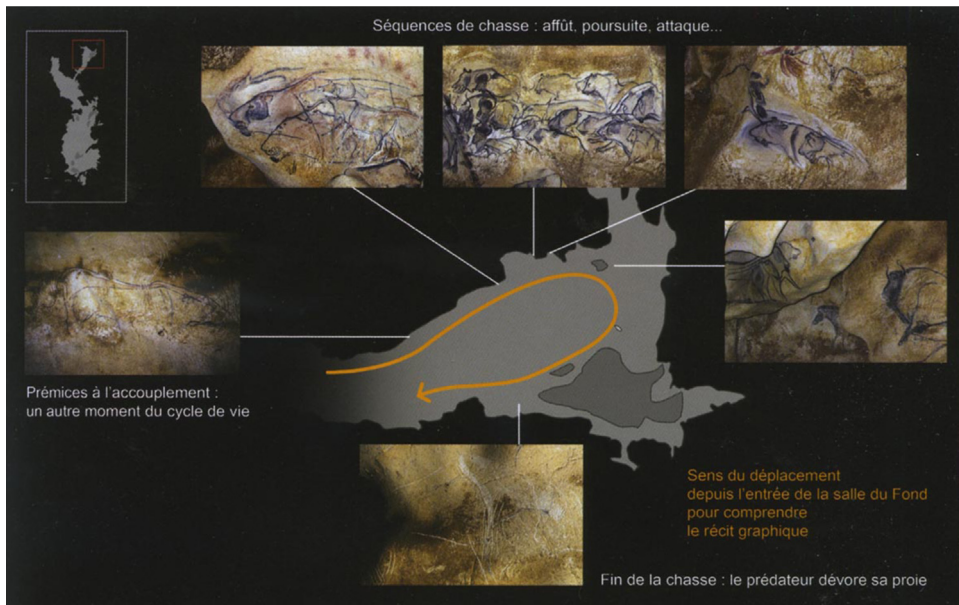 Séquences de chasse : affût, poursuite, attaque...
Prémices à l'accouplement :
un autre moment du cycle de vie
Sens du déplacement
depuis l'entrée de la salle du Fond
pour comprendre
le récit graphique
Fin de la chasse : le prédateur dévore sa proie